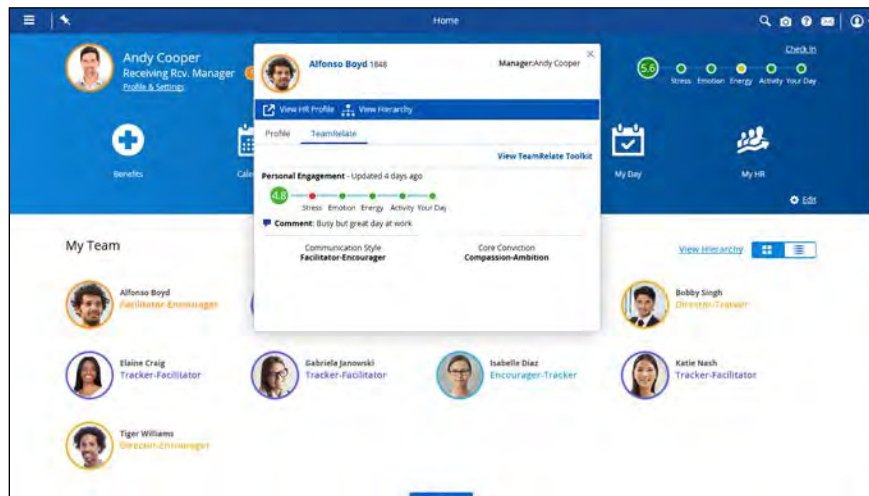 Home
Andy Cooper
Receiving Rcv. Manager
Profile & Settings
Check In
5.6
Stress Emotion Energy Activity Your Day
Benefits
Cale
My Day
My HR
Edit
Alfonso Boyd 1848
Manager:Andy Cooper
View HR Profile View Hierarchy
Profile TeamRelate
View TeamRelate Toolkit
Personal Engagement - Updated 4 days ago
4.8
Stress Emotion Energy Activity Your Day
Comment: Busy but great day at work
Communication Style
Facilitator-Encourager
Core Conviction
Compassion-Ambition
My Team
View Hierarchy
Alfonso Boyd
Facilitator-Encourager
Bobby Singh
Director-Trainer
Elaine Craig
Tracker-Facilitator
Gabriela Janowski
Tracker-Facilitator
Isabelle Diaz
Encourager-Tracker
Katie Nash
Tracker-Facilitator
Tiger Williams
Director-Encourager